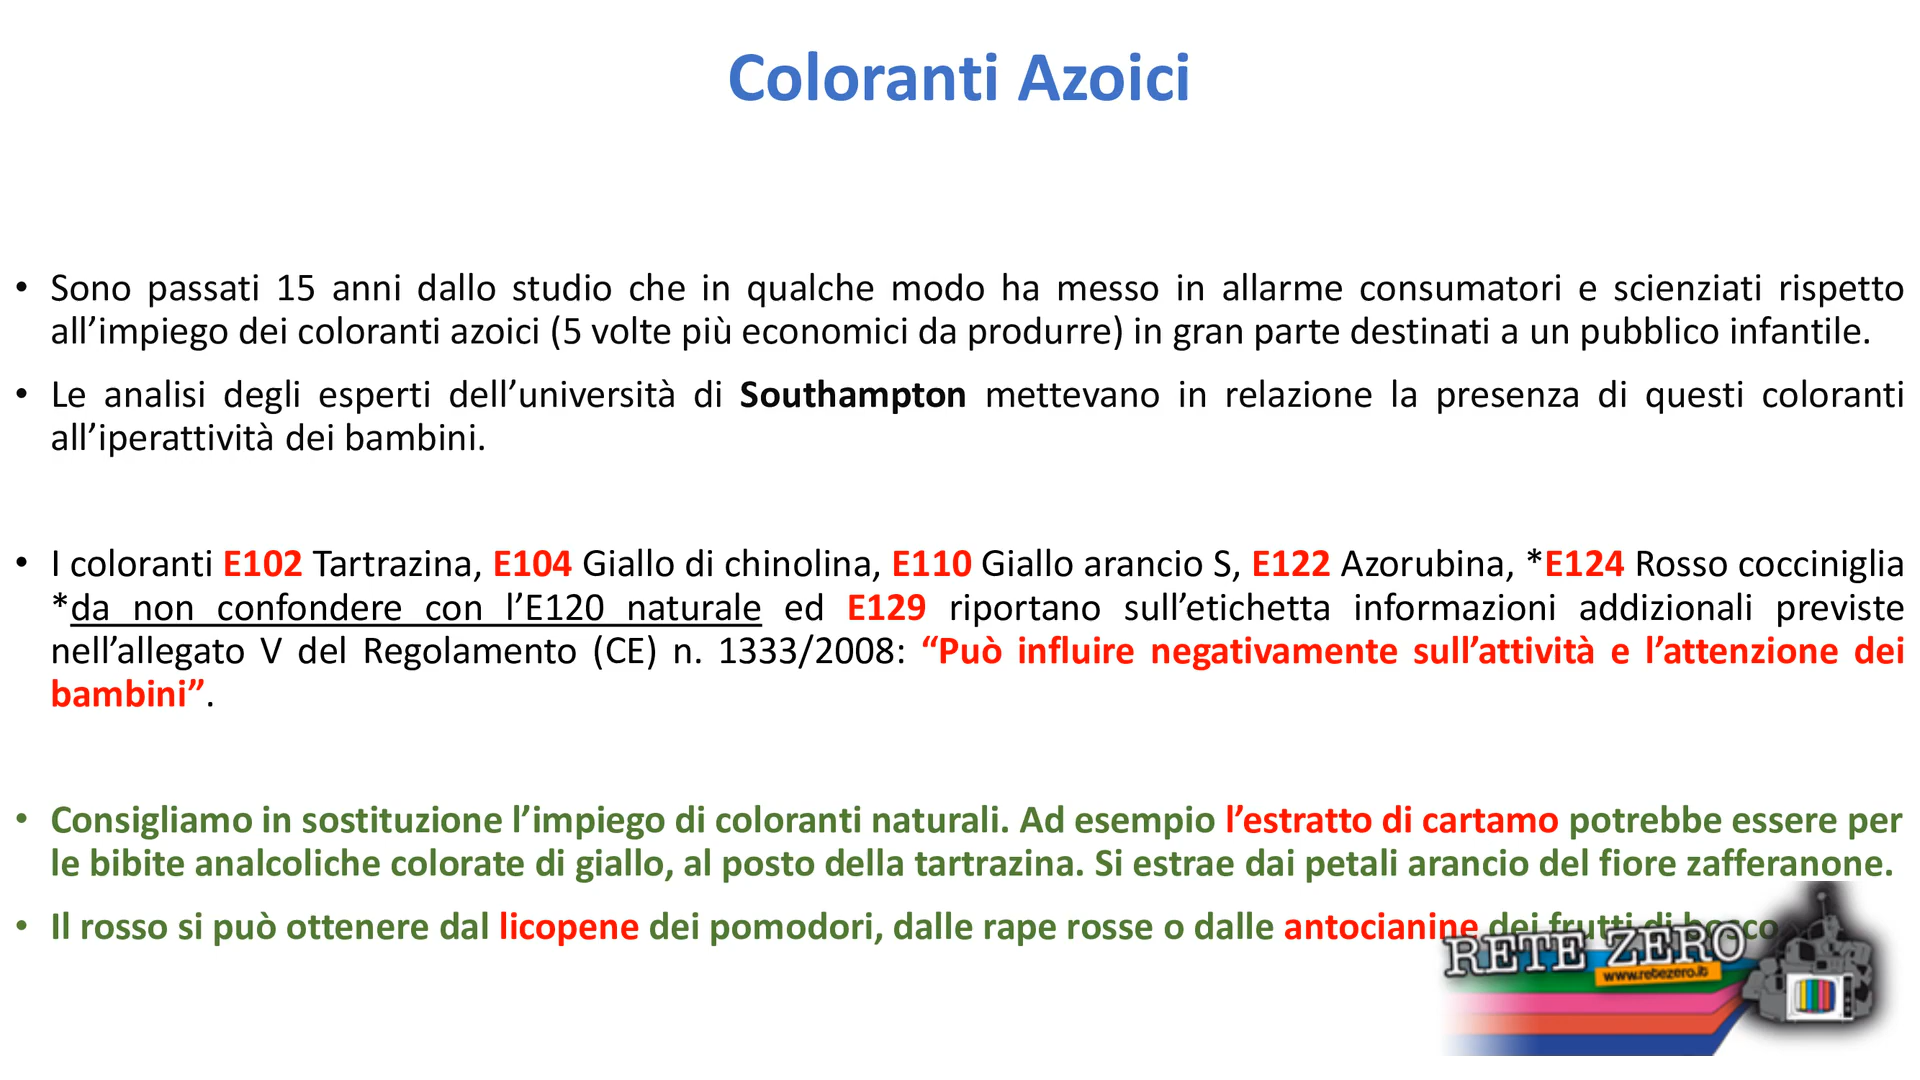 Coloranti Azoici
• Sono passati 15 anni dallo studio che in qualche modo ha messo in allarme consumatori e scienziati rispetto
all’impiego dei coloranti azoici (5 volte più economici da produrre) in gran parte destinati a un pubblico infantile.
• Le analisi degli esperti dell’università di Southampton mettevano in relazione la presenza di questi coloranti
all’iperattività dei bambini.
• I coloranti E102 Tartrazina, E104 Giallo di chinolina, E110 Giallo arancio S, E122 Azorubina, *E124 Rosso cocciniglia
*da non confondere con l’E120 naturale ed E129 riportano sull’etichetta informazioni addizionali previste
nell’allegato V del Regolamento (CE) n. 1333/2008: “Può influire negativamente sull’attività e l’attenzione dei
bambini”.
• Consigliamo in sostituzione l’impiego di coloranti naturali. Ad esempio l’estratto di cartamo potrebbe essere per
le bibite analcoliche colorate di giallo, al posto della tartrazina. Si estrae dai petali arancio del fiore zafferanone.
• Il rosso si può ottenere dal licopene dei pomodori, dalle rape rosse o dalle antocianine dei frutti di bosco
RETE ZERO
www.retezero.it